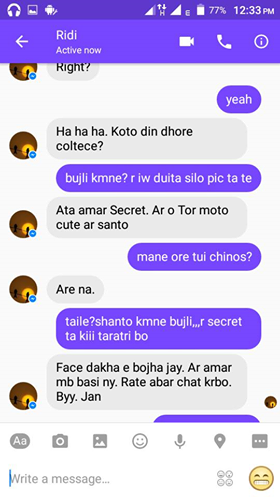 77% 12:33 PM
Ridi
Active now
Right?
yeah
Ha ha ha. Koto din dhore
coltece?
bujli kmne? r iw duita silo pic ta te
Ata amar Secret. Ar o Tor moto
cute ar santo
mane ore tui chinos?
Are na.
taile?shanto kmne bujli,,,r secret
ta kiii taratri bo
Face dakha e bojha jay. Ar amar
mb basi ny. Rate abar chat krbo.
Byy. Jan
Aa
Write a message...